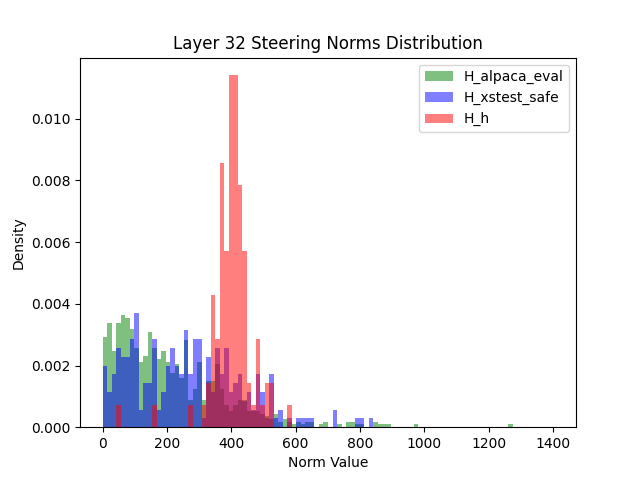 Layer 32 Steering Norms Distribution
H_alpaca_eval
H_xstest_safe
H_h
0.010
0.008
0.006
0.004
0.002
0.000
Density
0 200 400 600 800 1000 1200 1400
Norm Value